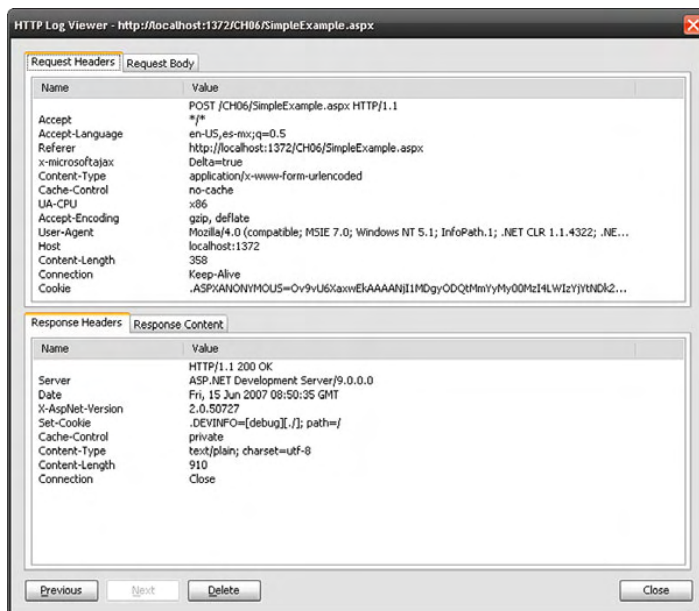 HTTP Log Viewer - http://localhost:1372/CH06/SimpleExample.aspx
Request Headers Request Body
Name Value
POST /CH06/SimpleExample.aspx HTTP/1.1
Accept */*
Accept-Language en-US,es-mx;q=0.5
Referer http://localhost:1372/CH06/SimpleExample.aspx
x-microsoftajax Delta=true
Content-Type application/x-www-form-urlencoded
Cache-Control no-cache
UA-CPU x86
Accept-Encoding gzip, deflate
User-Agent Mozilla/4.0 (compatible; MSIE 7.0; Windows NT 5.1; InfoPath.1; .NET CLR 1.1.4322; .NE...
Host localhost:1372
Content-Length 358
Connection Keep-Alive
Cookie
Response Headers Response Content
Name Value
HTTP/1.1 200 OK
Server ASP.NET Development Server/9.0.0.0
Date Fri, 15 Jun 2007 08:50:35 GMT
X-AspNet-Version 2.0.50727
Set-Cookie .DEVINFO=[debug][./]; path=/
Cache-Control private
Content-Type text/plain; charset=utf-8
Content-Length 910
Connection Close
Previous Next Delete Close